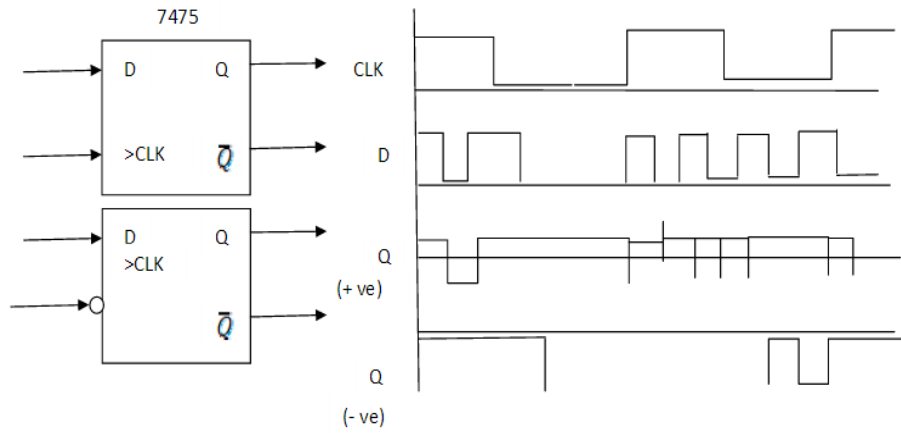 7475
D Q
>CLK Q̅
D Q
>CLK
Q̅
CLK
D
Q
(+ ve)
Q
(- ve)